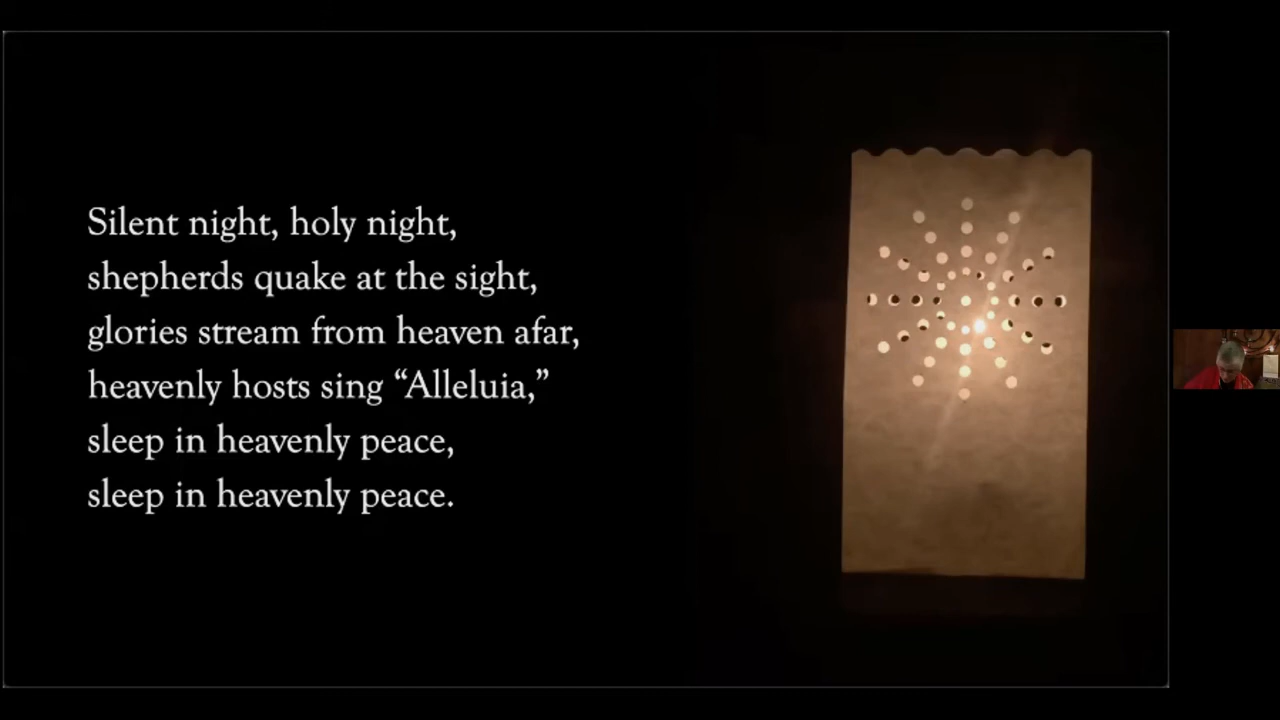 Silent night, holy night,
shepherds quake at the sight,
glories stream from heaven afar,
heavenly hosts sing “Alleluia,”
sleep in heavenly peace,
sleep in heavenly peace.